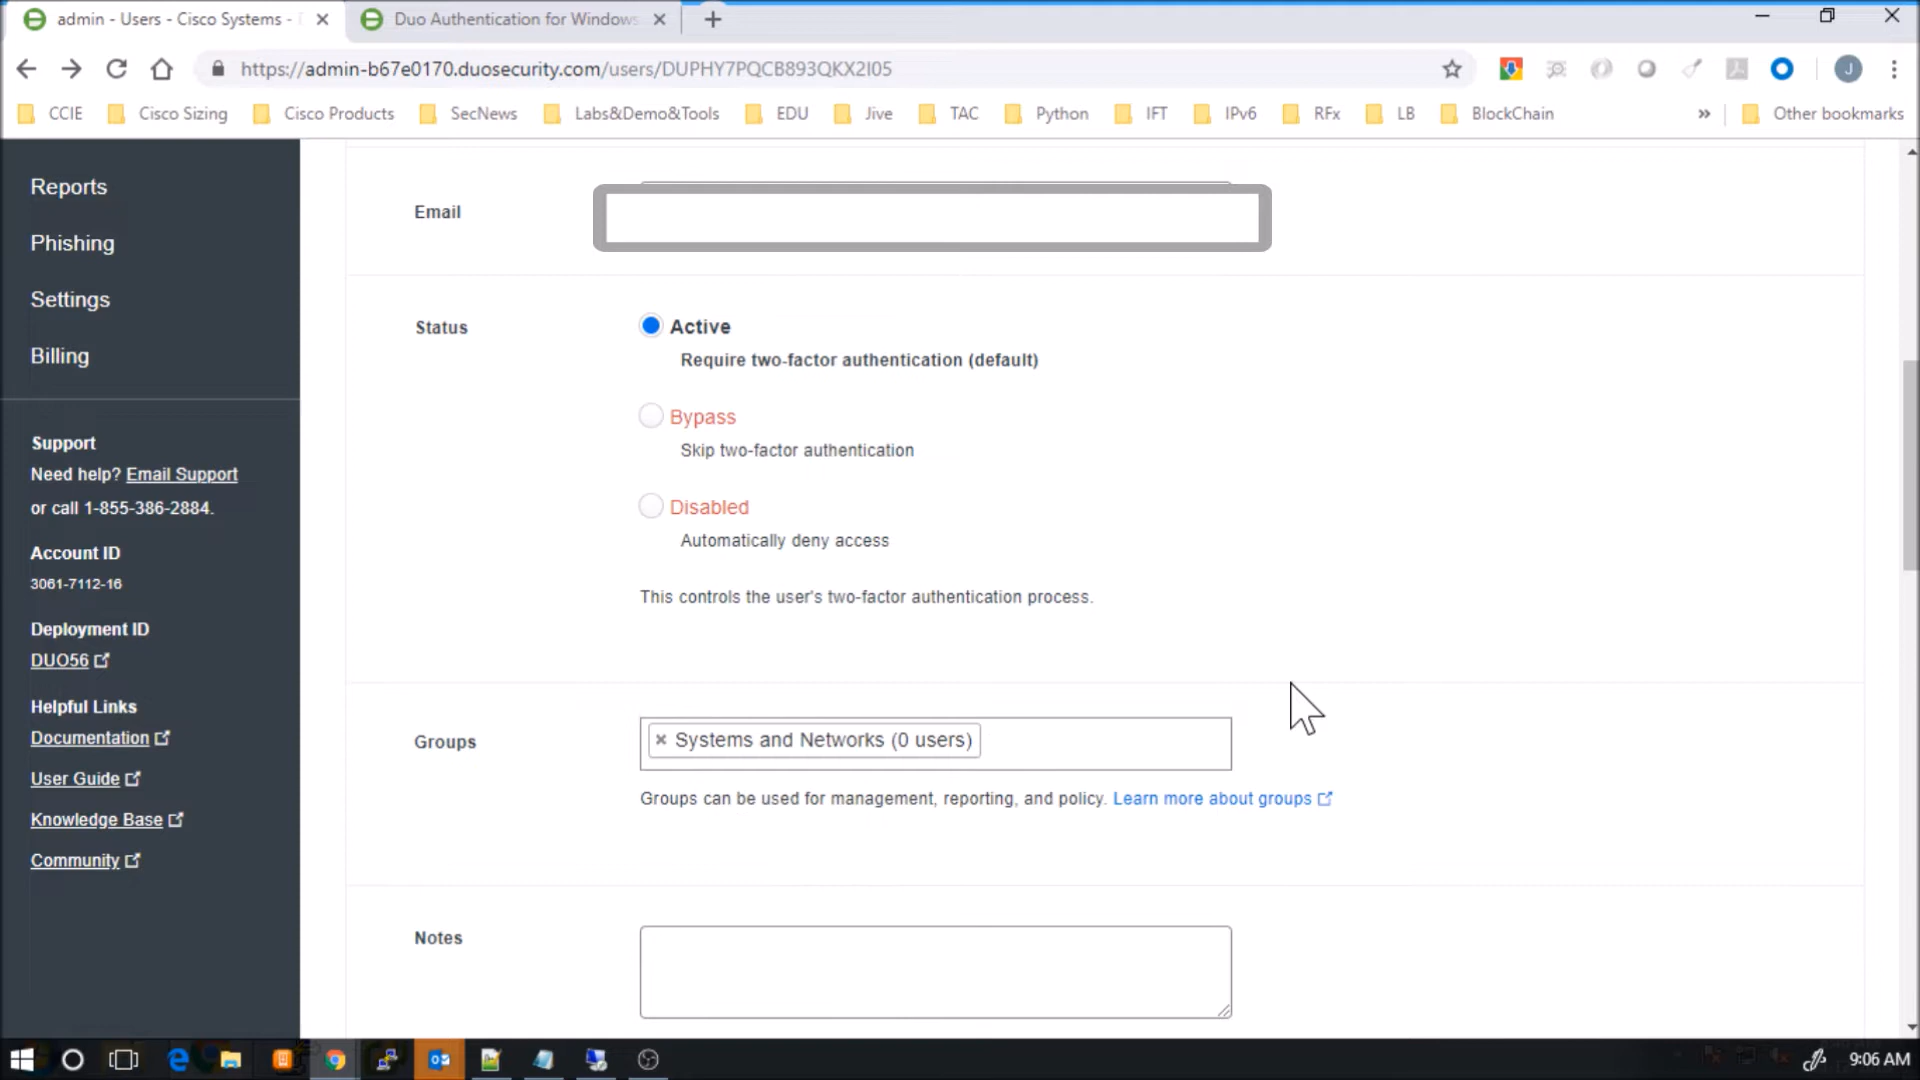 admin - Users - Cisco Systems -
Duo Authentication for Windows
https://admin-b67e0170.duosecurity.com/users/DUPHY7PQCB893QKX2I05
J
CCIE
Cisco Sizing
Cisco Products
SecNews
Labs&Demo&Tools
EDU
Jive
TAC
Python
IFT
IPv6
RFx
LB
BlockChain
»
Other bookmarks
Reports
Phishing
Settings
Billing
Support
Need help? Email Support
or call 1-855-386-2884.
Account ID
3061-7112-16
Deployment ID
DUO56
Helpful Links
Documentation
User Guide
Knowledge Base
Community
Email
Status
Active
Require two-factor authentication (default)
Bypass
Skip two-factor authentication
Disabled
Automatically deny access
This controls the user's two-factor authentication process.
Groups
× Systems and Networks (0 users)
Groups can be used for management, reporting, and policy. Learn more about groups
Notes
9:06 AM